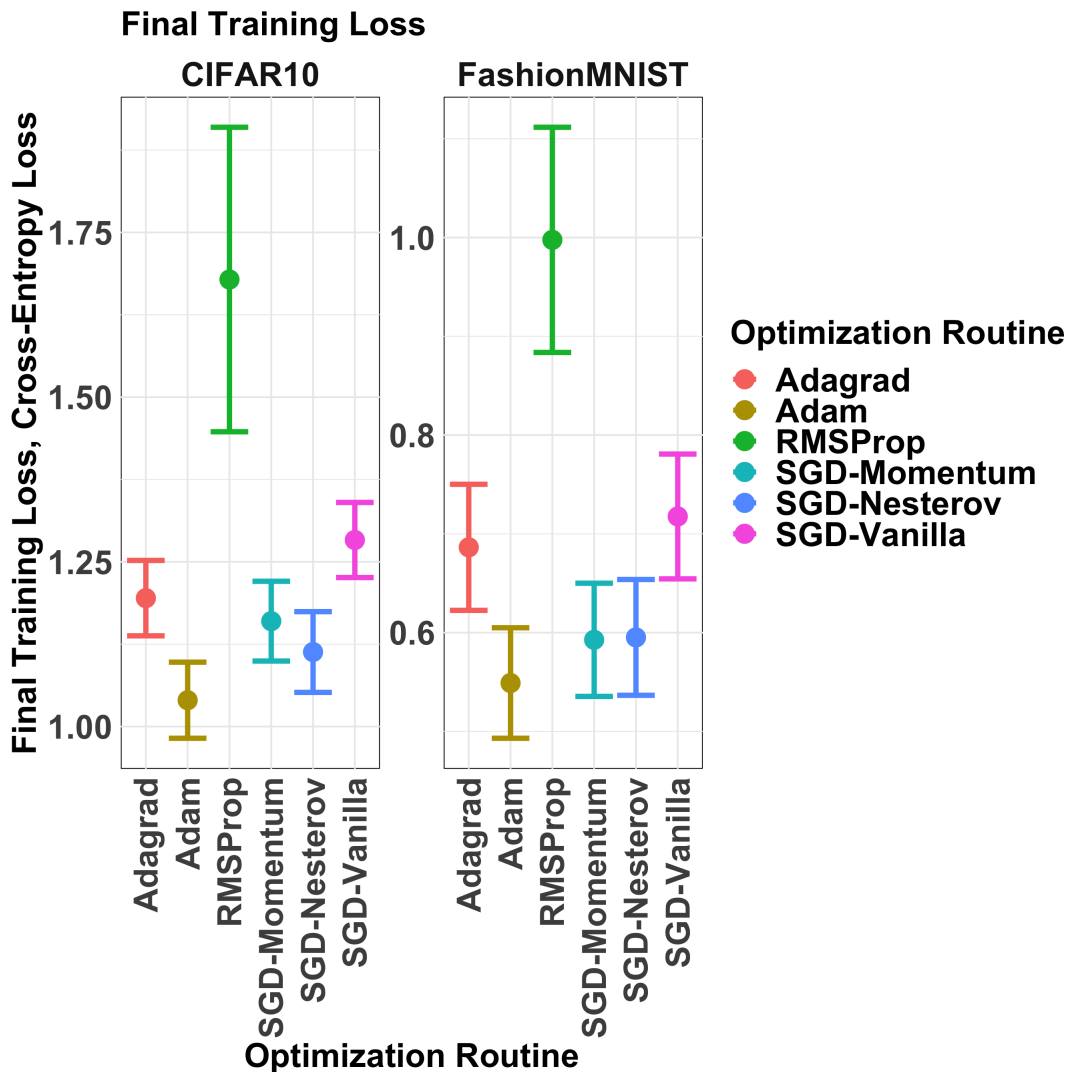 Final Training Loss
CIFAR10
FashionMNIST
Final Training Loss, Cross-Entropy Loss
1.75
1.50
1.25
1.00
1.0
0.8
0.6
Adagrad
Adam
RMSProp
SGD-Momentum
SGD-Nesterov
SGD-Vanilla
Adagrad
Adam
RMSProp
SGD-Momentum
SGD-Nesterov
SGD-Vanilla
Optimization Routine
Optimization Routine
Adagrad
Adam
RMSProp
SGD-Momentum
SGD-Nesterov
SGD-Vanilla